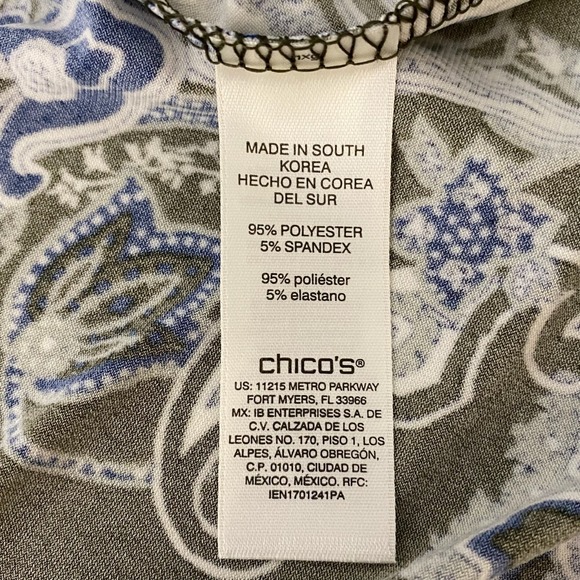 MADE IN SOUTH
KOREA
HECHO EN COREA
DEL SUR
95% POLYESTER
5% SPANDEX
95% poliéster
5% elastano
chico's®
US: 11215 METRO PARKWAY
FORT MYERS, FL 33966
MX: IB ENTERPRISES S.A. DE
C.V. CALZADA DE LOS
LEONES NO. 170, PISO 1, LOS
ALPES, ÁLVARO OBREGÓN,
C.P. 01010, CIUDAD DE
MÉXICO, MÉXICO. RFC:
IEN1701241PA